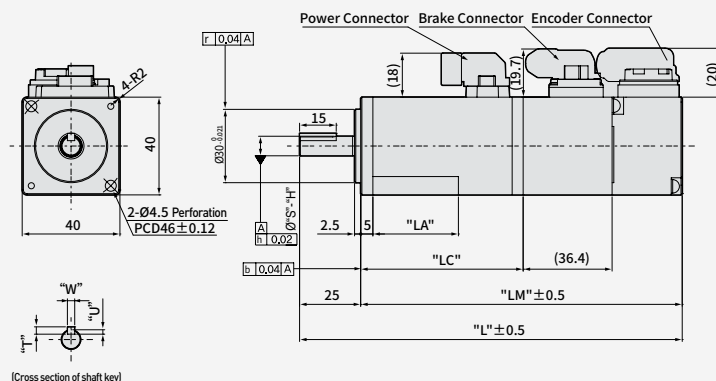 Power Connector Brake Connector Encoder Connector
r 0.04 A
4-R2
(18)
(19.7)
(20)
15
Ø30-0.021
40
Ø"S"-"H"
2-Ø4.5 Perforation
PCD46±0.12
40
A
h 0.02
2.5
5
"LA"
b 0.04 A
"LC"
(36.4)
25
"LM"±0.5
"L"±0.5
"W"
"U"
"T"
(Cross section of shaft key)